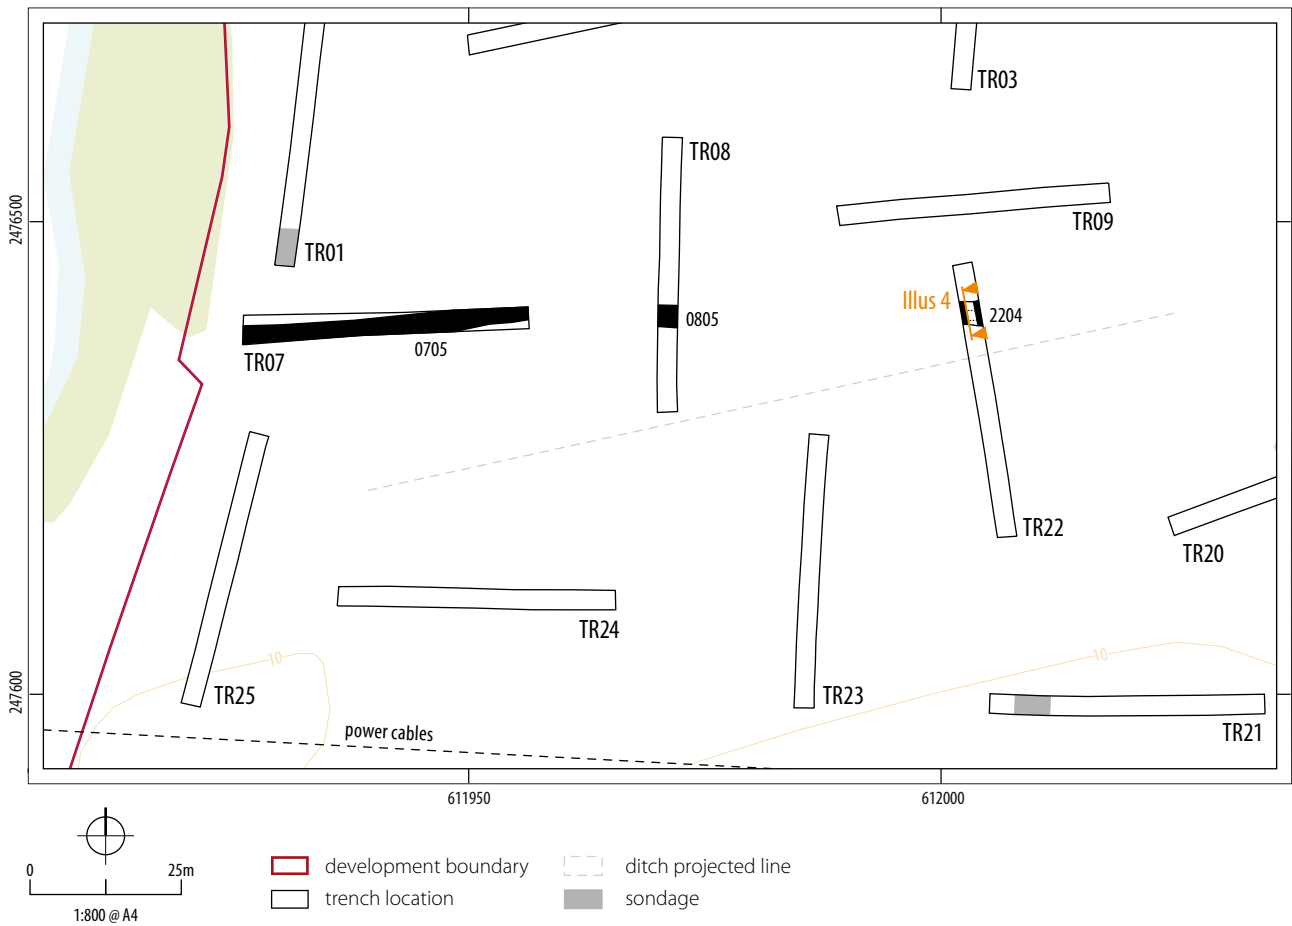 TR03
TR08
2476500
TR09
TR01
Illus 4
2204
0805
0705
TR07
TR22
TR20
TR24
10
10
TR25
TR23
247600
TR21
power cables
611950
612000
0
25m
1:800 @ A4
development boundary
ditch projected line
trench location
sondage